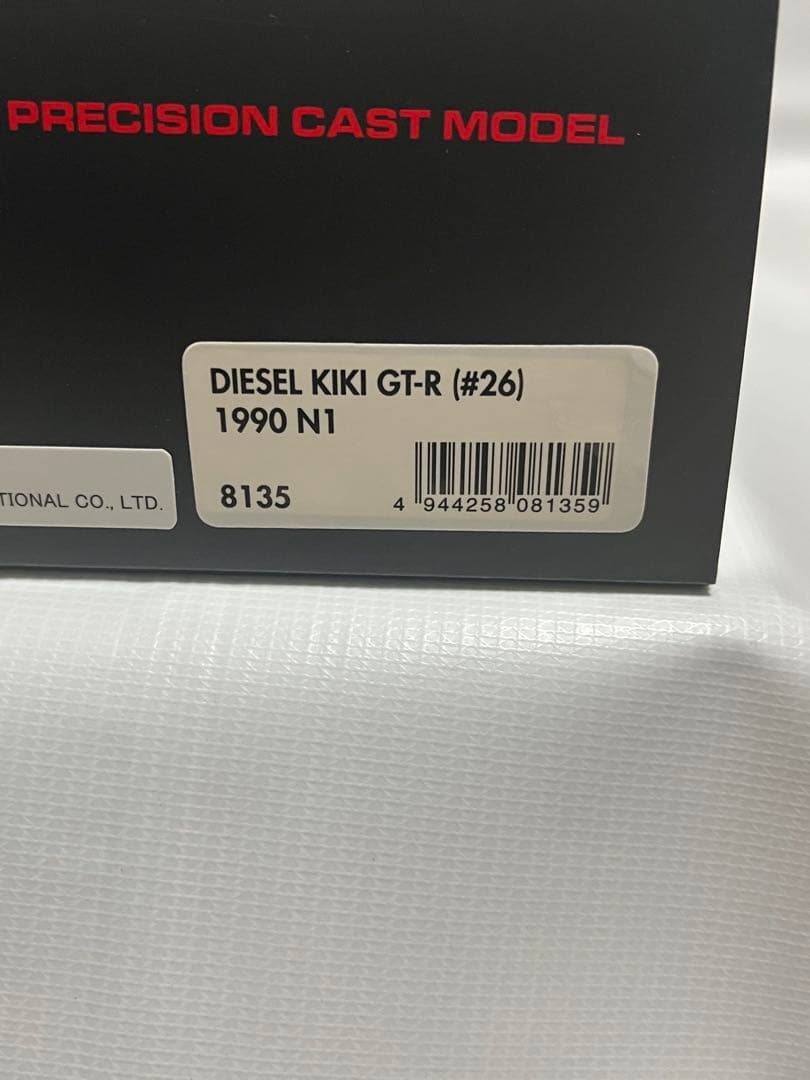 PRECISION CAST MODEL
DIESEL KIKI GT-R (#26)
1990 N1
8135
4 944258 081359
TIONAL CO., LTD.